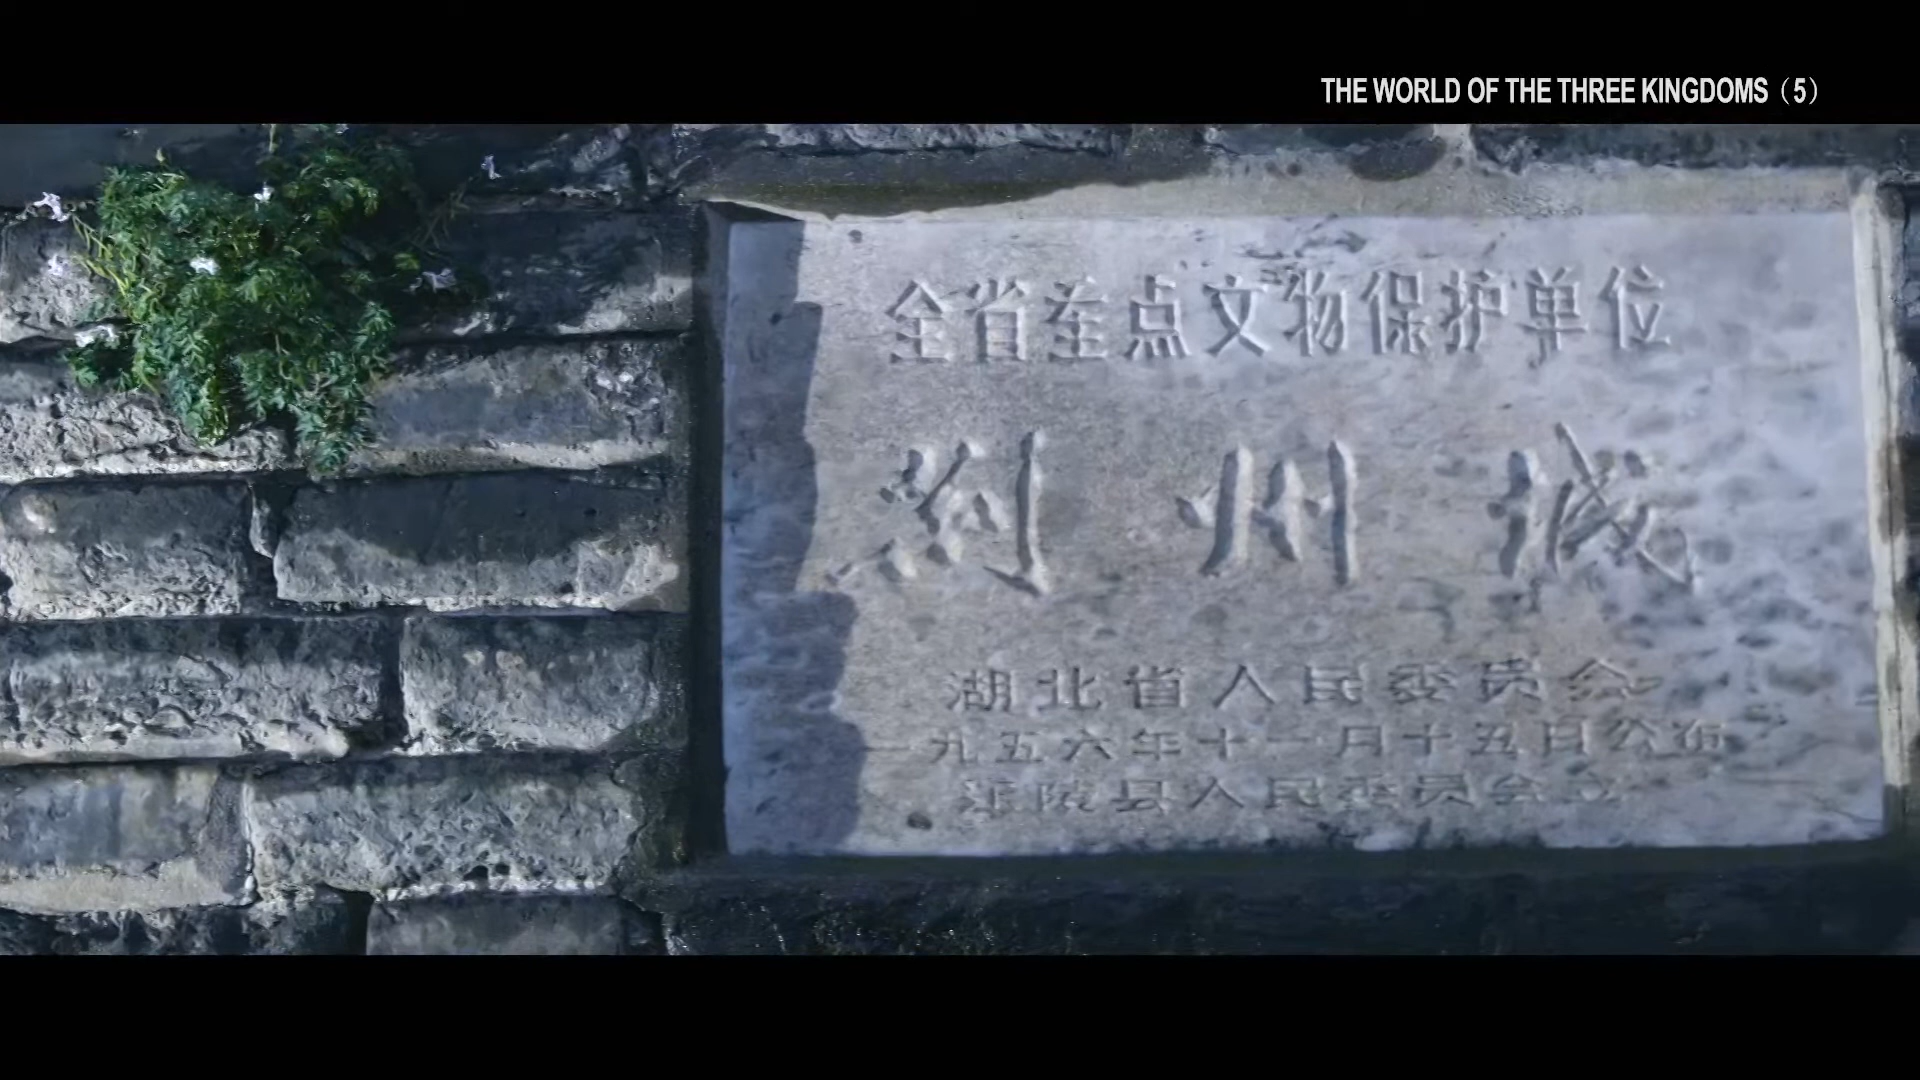 THE WORLD OF THE THREE KINGDOMS（5）
全省重点文物保护单位
荆州城
湖北省人民委员会
一九五六年十一月十五日公布
江陵县人民委员会立